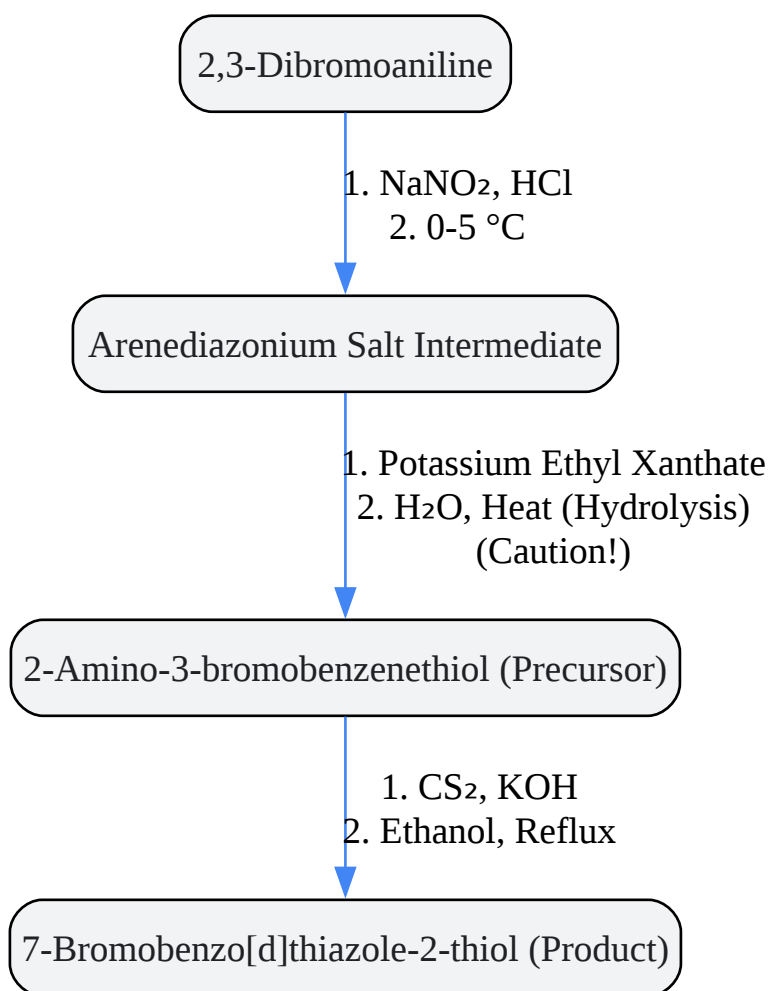 2,3-Dibromoaniline
1. NaNO₂, HCl
2. 0-5 °C
Arenediazonium Salt Intermediate
1. Potassium Ethyl Xanthate
2. H₂O, Heat (Hydrolysis)
(Caution!)
2-Amino-3-bromobenzenethiol (Precursor)
1. CS₂, KOH
2. Ethanol, Reflux
7-Bromobenzo[d]thiazole-2-thiol (Product)